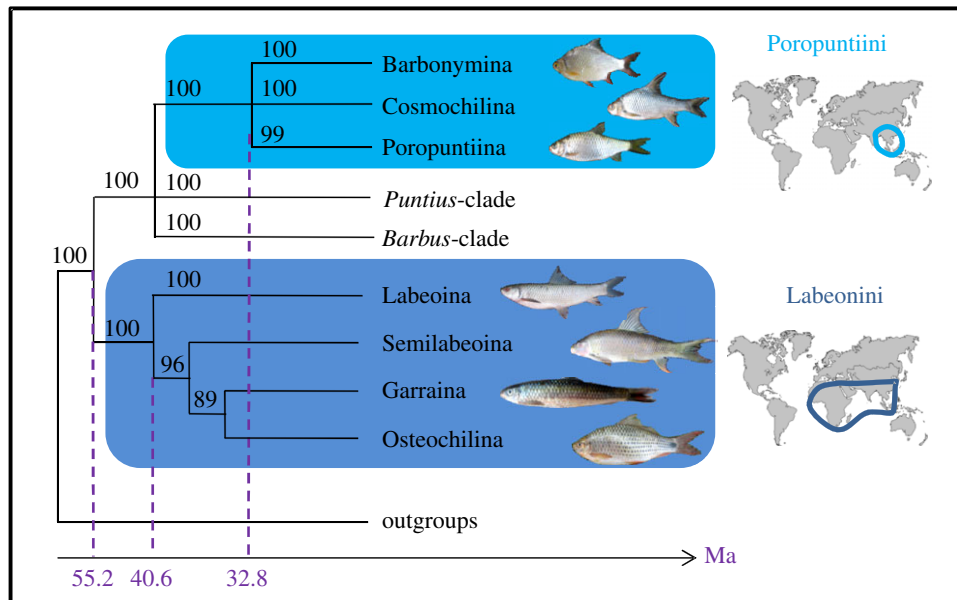 100
Barbonymina
Poropuntiini
100
100
Cosmochilina
99
Poropuntiina
100
100
Puntius-clade
100
Barbus-clade
100
100
Labeoina
Labeonini
100
Semilabeoina
96
Garraina
89
Osteochilina
outgroups
Ma
55.2 40.6 32.8